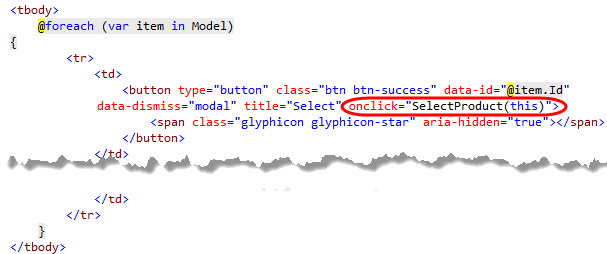 <tbody>
@foreach (var item in Model)
{
<tr>
<td>
<button type="button" class="btn btn-success" data-id="@item.Id"
data-dismiss="modal" title="Select" onclick="SelectProduct(this)">
<span class="glyphicon glyphicon-star" aria-hidden="true"></span>
</button>
</td>
</td>
</tr>
}
</tbody>